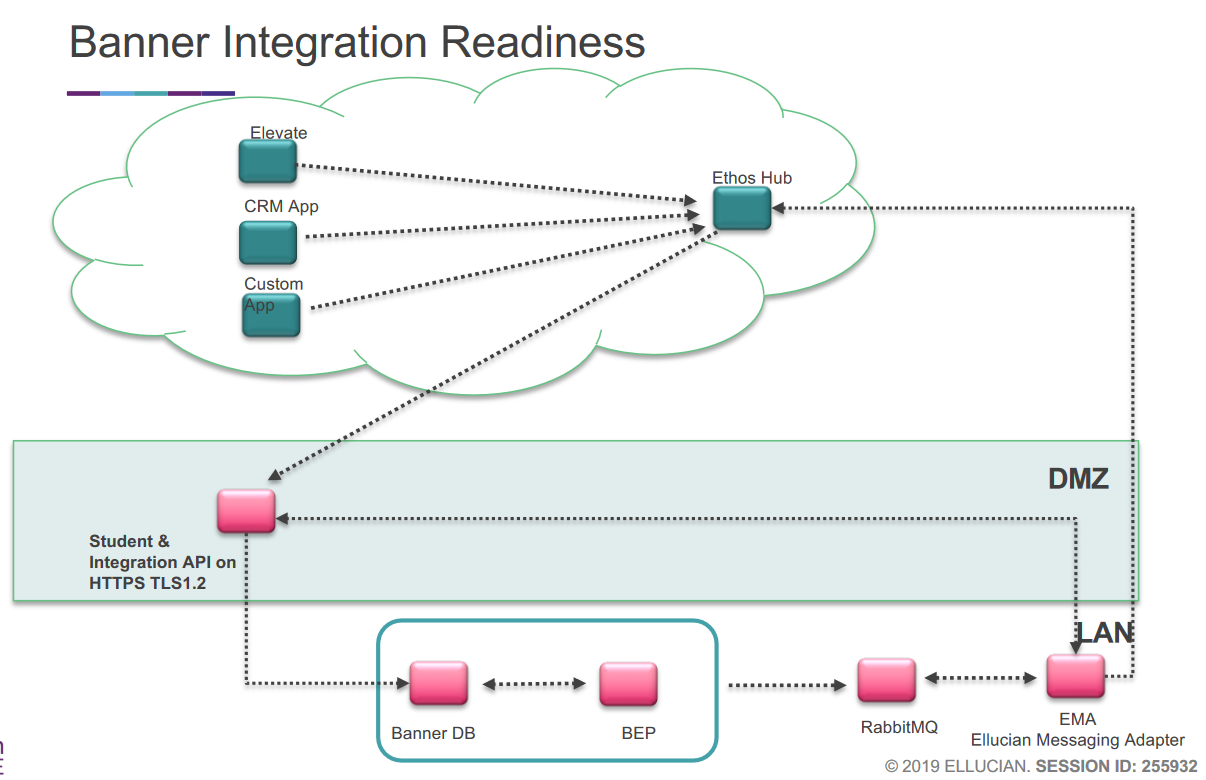 Banner Integration Readiness
Elevate
Ethos Hub
CRM App
Custom
App
DMZ
Student &
Integration API on
HTTPS TLS1.2
LAN
Banner DB
BEP
RabbitMQ
EMA
Ellucian Messaging Adapter
© 2019 ELLUCIAN. SESSION ID: 255932